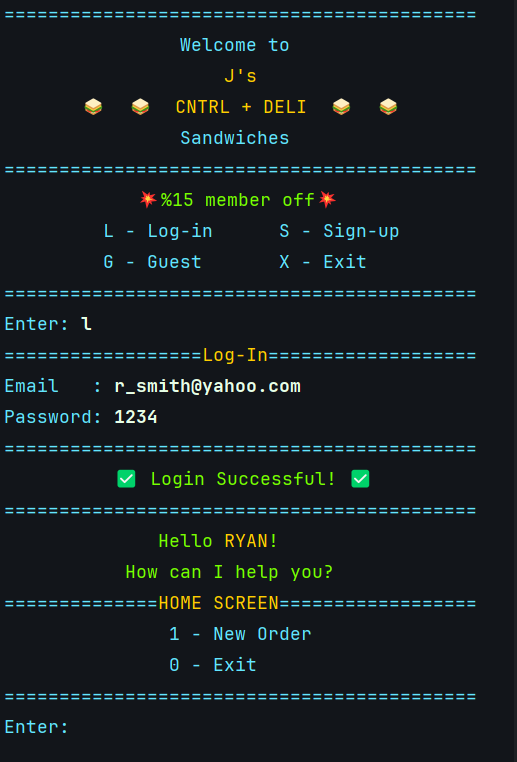 ===========================================
Welcome to
J's
🥪 🥪 CNTRL + DELI 🥪 🥪
Sandwiches
===========================================
💥%15 member off💥
L - Log-in S - Sign-up
G - Guest X - Exit
===========================================
Enter: l
==================Log-In===================
Email : r_smith@yahoo.com
Password: 1234
===========================================
✅ Login Successful! ✅
===========================================
Hello RYAN!
How can I help you?
==============HOME SCREEN==================
1 - New Order
0 - Exit
===========================================
Enter: